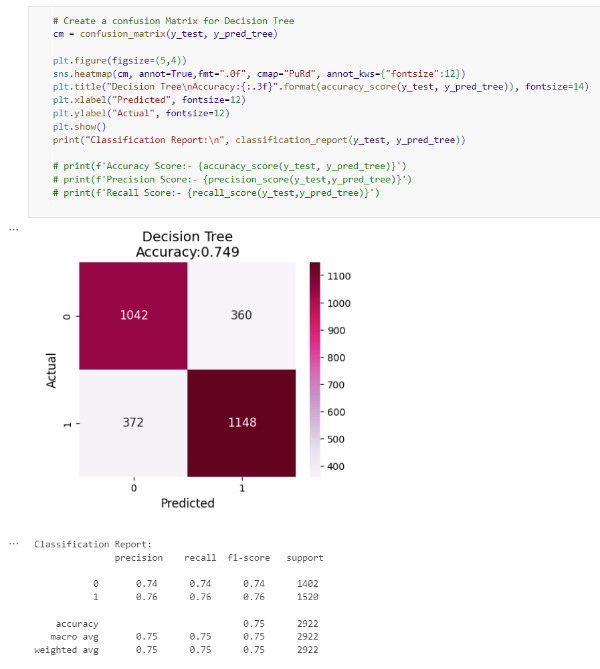 # Create a confusion Matrix for Decision Tree
cm = confusion_matrix(y_test, y_pred_tree)
plt.figure(figsize=(5,4))
sns.heatmap(cm, annot=True,fmt=".0f", cmap="PuRd", annot_kws={"fontsize":12})
plt.title("Decision Tree\nAccuracy:{:.3f}".format(accuracy_score(y_test, y_pred_tree)), fontsize=14)
plt.xlabel("Predicted", fontsize=12)
plt.ylabel("Actual", fontsize=12)
plt.show()
print("Classification Report:\n", classification_report(y_test, y_pred_tree))
# print(f'Accuracy Score:- {accuracy_score(y_test, y_pred_tree)}')
# print(f'Precision Score:- {precision_score(y_test,y_pred_tree)}')
# print(f'Recall Score:- {recall_score(y_test,y_pred_tree)}')
...
Decision Tree
Accuracy:0.749
1100
1000
900
800
700
600
500
400
0
1042 360
Actual
1
372 1148
0 1
Predicted
...
Classification Report:
precision recall f1-score support
0 0.74 0.74 0.74 1402
1 0.76 0.76 0.76 1520
accuracy 0.75 2922
macro avg 0.75 0.75 0.75 2922
weighted avg 0.75 0.75 0.75 2922